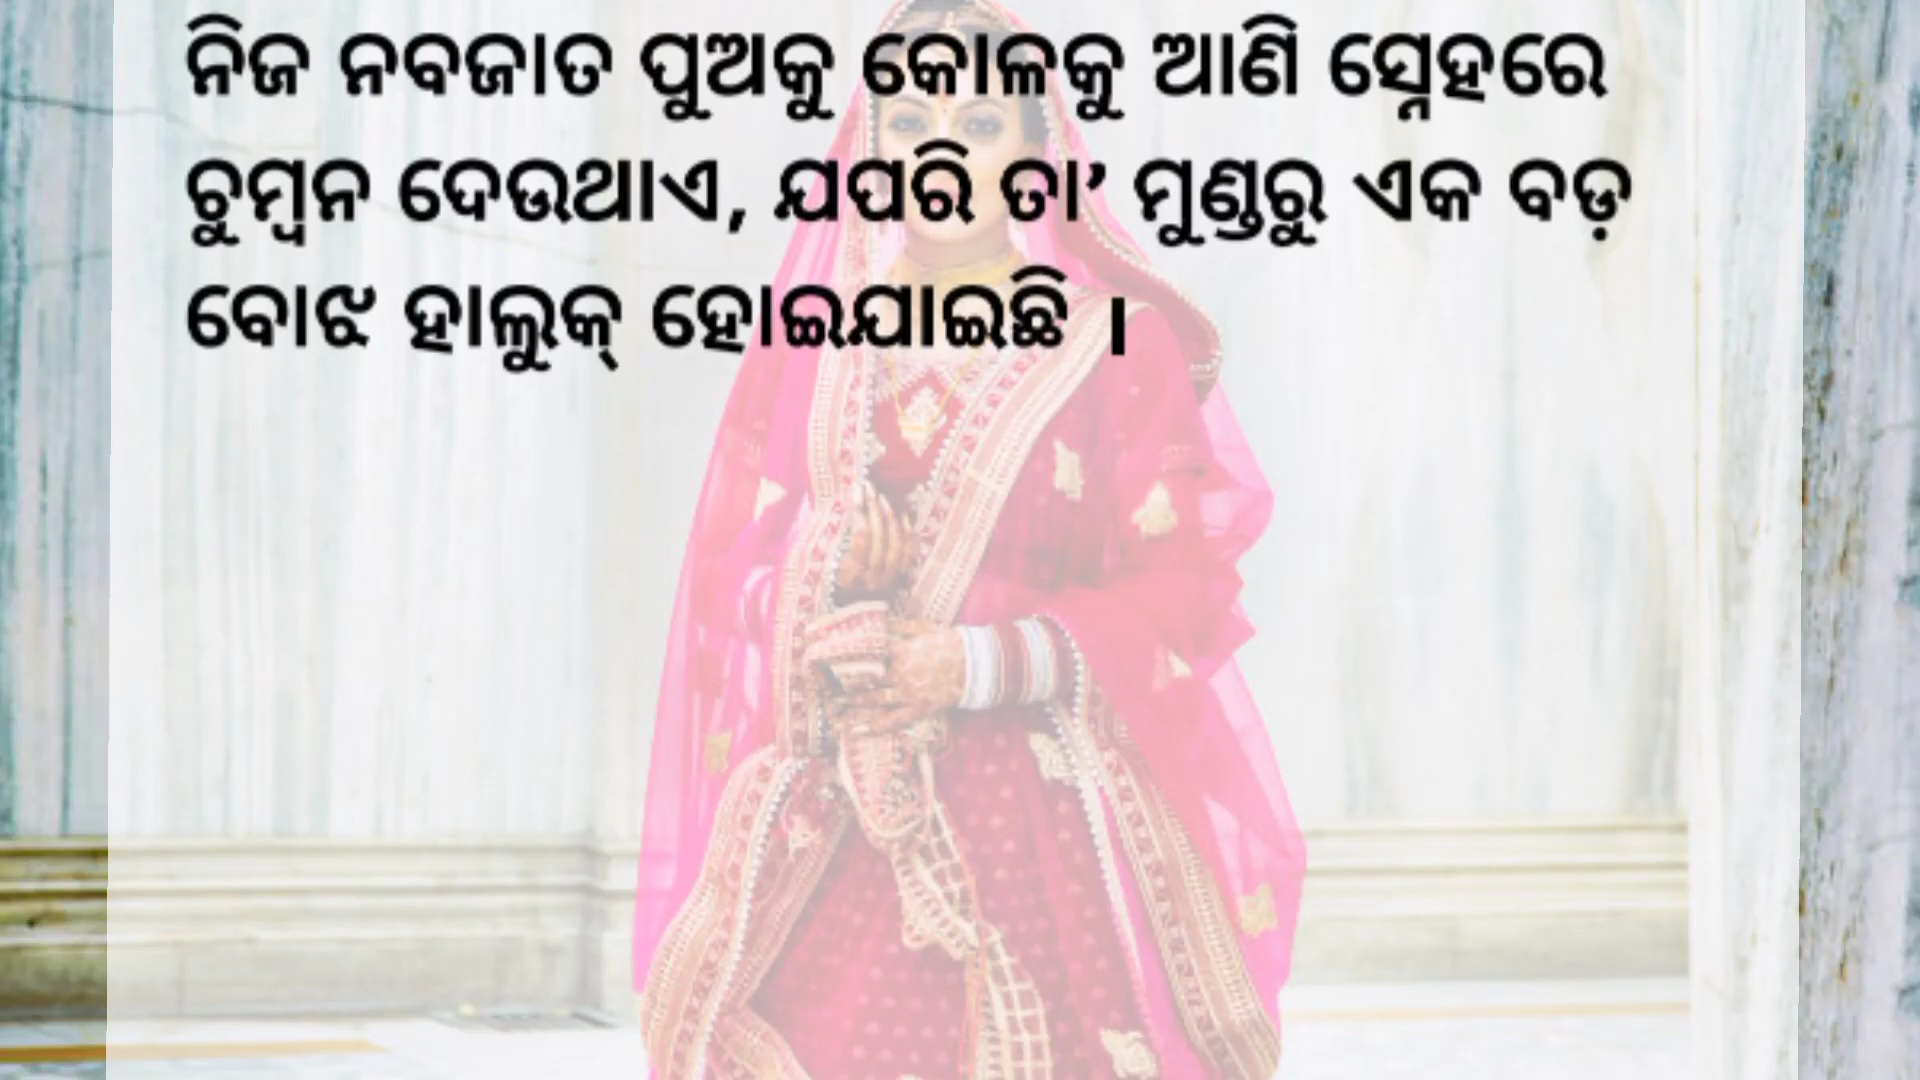 ନିଜ ନବଜାତ ପୁଅକୁ କୋଳକୁ ଆଣି ସ୍ନେହରେ
ଚୁମ୍ବନ ଦେଉଥାଏ, ଯପରି ତା’ ମୁଣ୍ଡରୁ ଏକ ବଡ଼
ବୋଝ ହାଲୁକ୍ ହୋଇଯାଇଛି ।